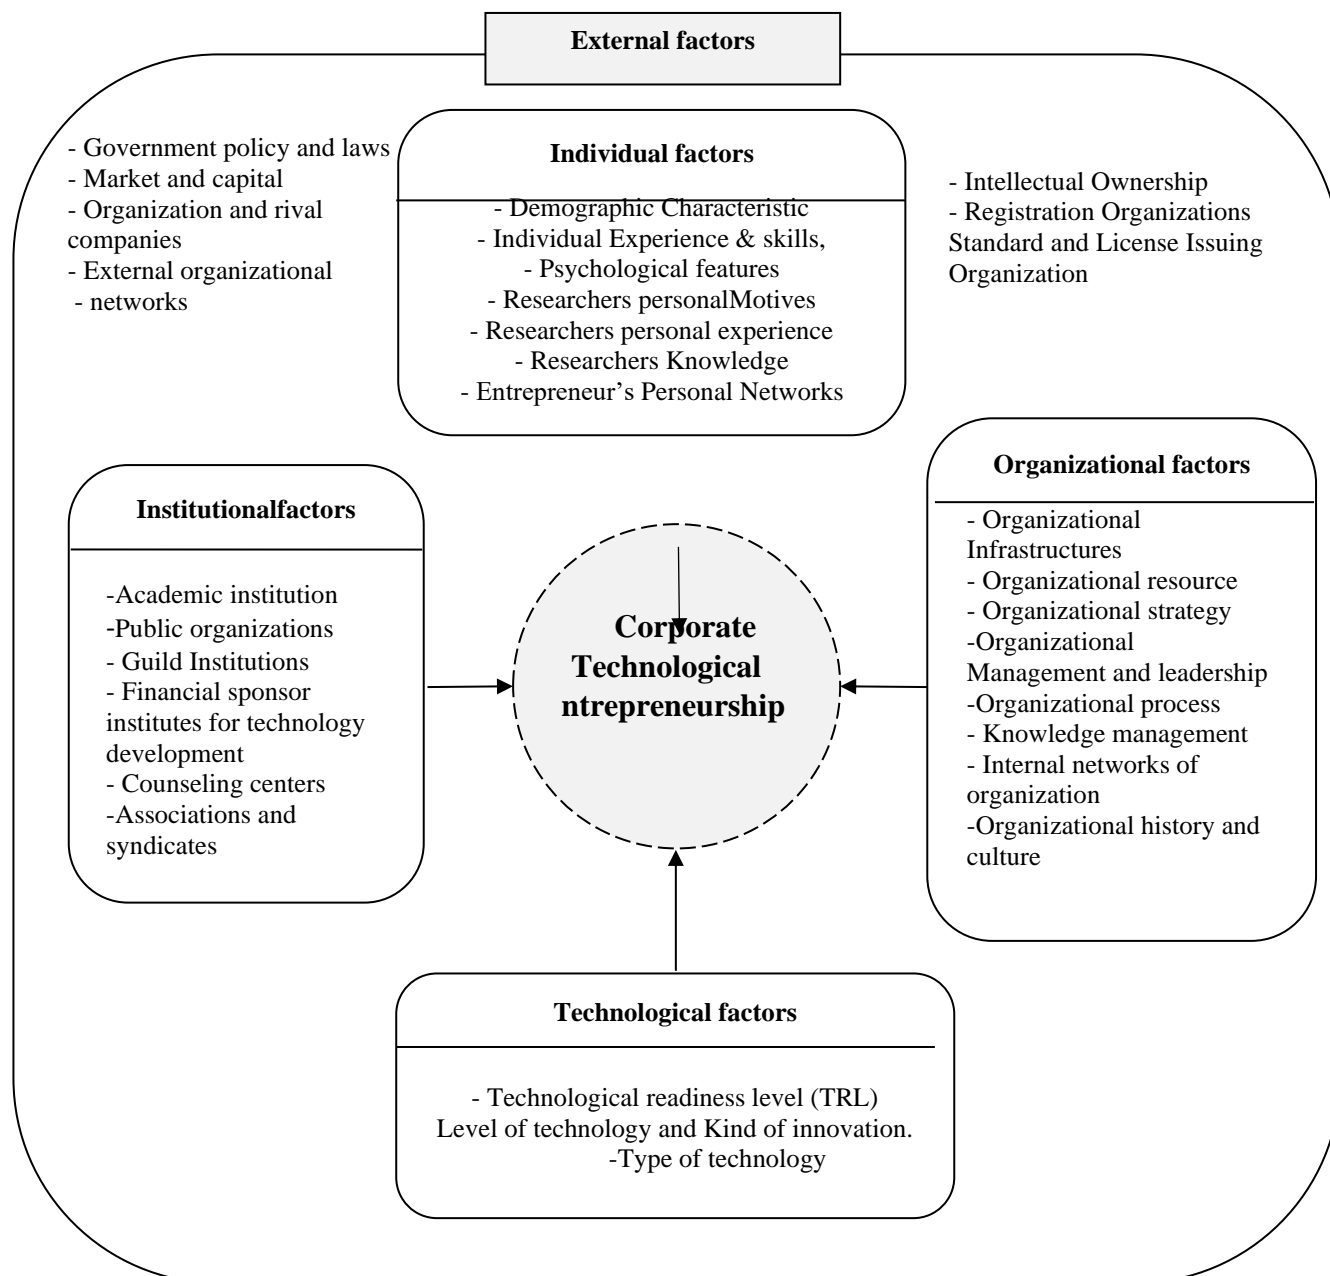 External factors
- Government policy and laws
- Market and capital
- Organization and rival
companies
- External organizational
- networks
Individual factors
- Demographic Characteristic
- Individual Experience & skills,
- Psychological features
- Researchers personalMotives
- Researchers personal experience
- Researchers Knowledge
- Entrepreneur’s Personal Networks
- Intellectual Ownership
- Registration Organizations
Standard and License Issuing
Organization
Institutionalfactors
-Academic institution
-Public organizations
- Guild Institutions
- Financial sponsor
institutes for technology
development
- Counseling centers
-Associations and
syndicates
Corporate
Technological
ntrepreneurship
Organizational factors
- Organizational
Infrastructures
- Organizational resource
- Organizational strategy
-Organizational
Management and leadership
-Organizational process
- Knowledge management
- Internal networks of
organization
-Organizational history and
culture
Technological factors
- Technological readiness level (TRL)
Level of technology and Kind of innovation.
-Type of technology